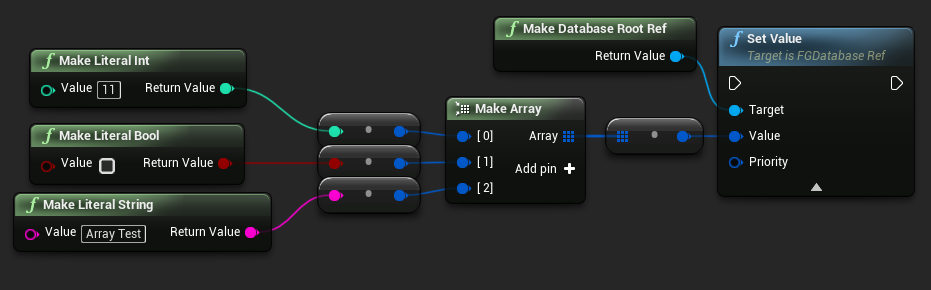 f Make Database Root Ref
Return Value
f Set Value
Target is FGDatabase Ref
Target
Value
Priority
f Make Literal Int
Value 11 Return Value
f Make Literal Bool
Value Return Value
f Make Literal String
Value Array Test Return Value
Make Array
[ 0] Array
[ 1]
Add pin +
[ 2]